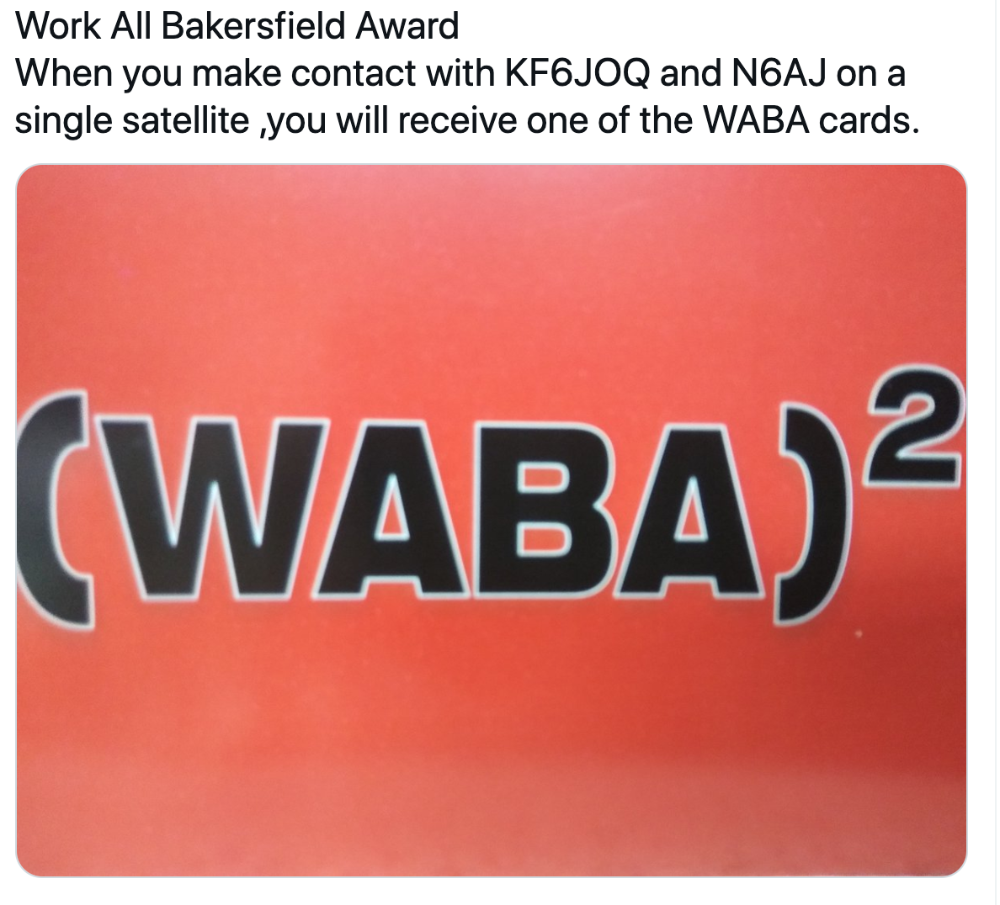 Work All Bakersfield Award
When you make contact with KF6JOQ and N6AJ on a
single satellite ,you will receive one of the WABA cards.
(WABA)²